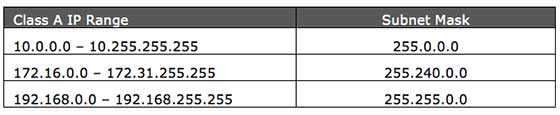 Class A IP Range Subnet Mask
10.0.0.0 – 10.255.255.255 255.0.0.0
172.16.0.0 – 172.31.255.255 255.240.0.0
192.168.0.0 – 192.168.255.255 255.255.0.0